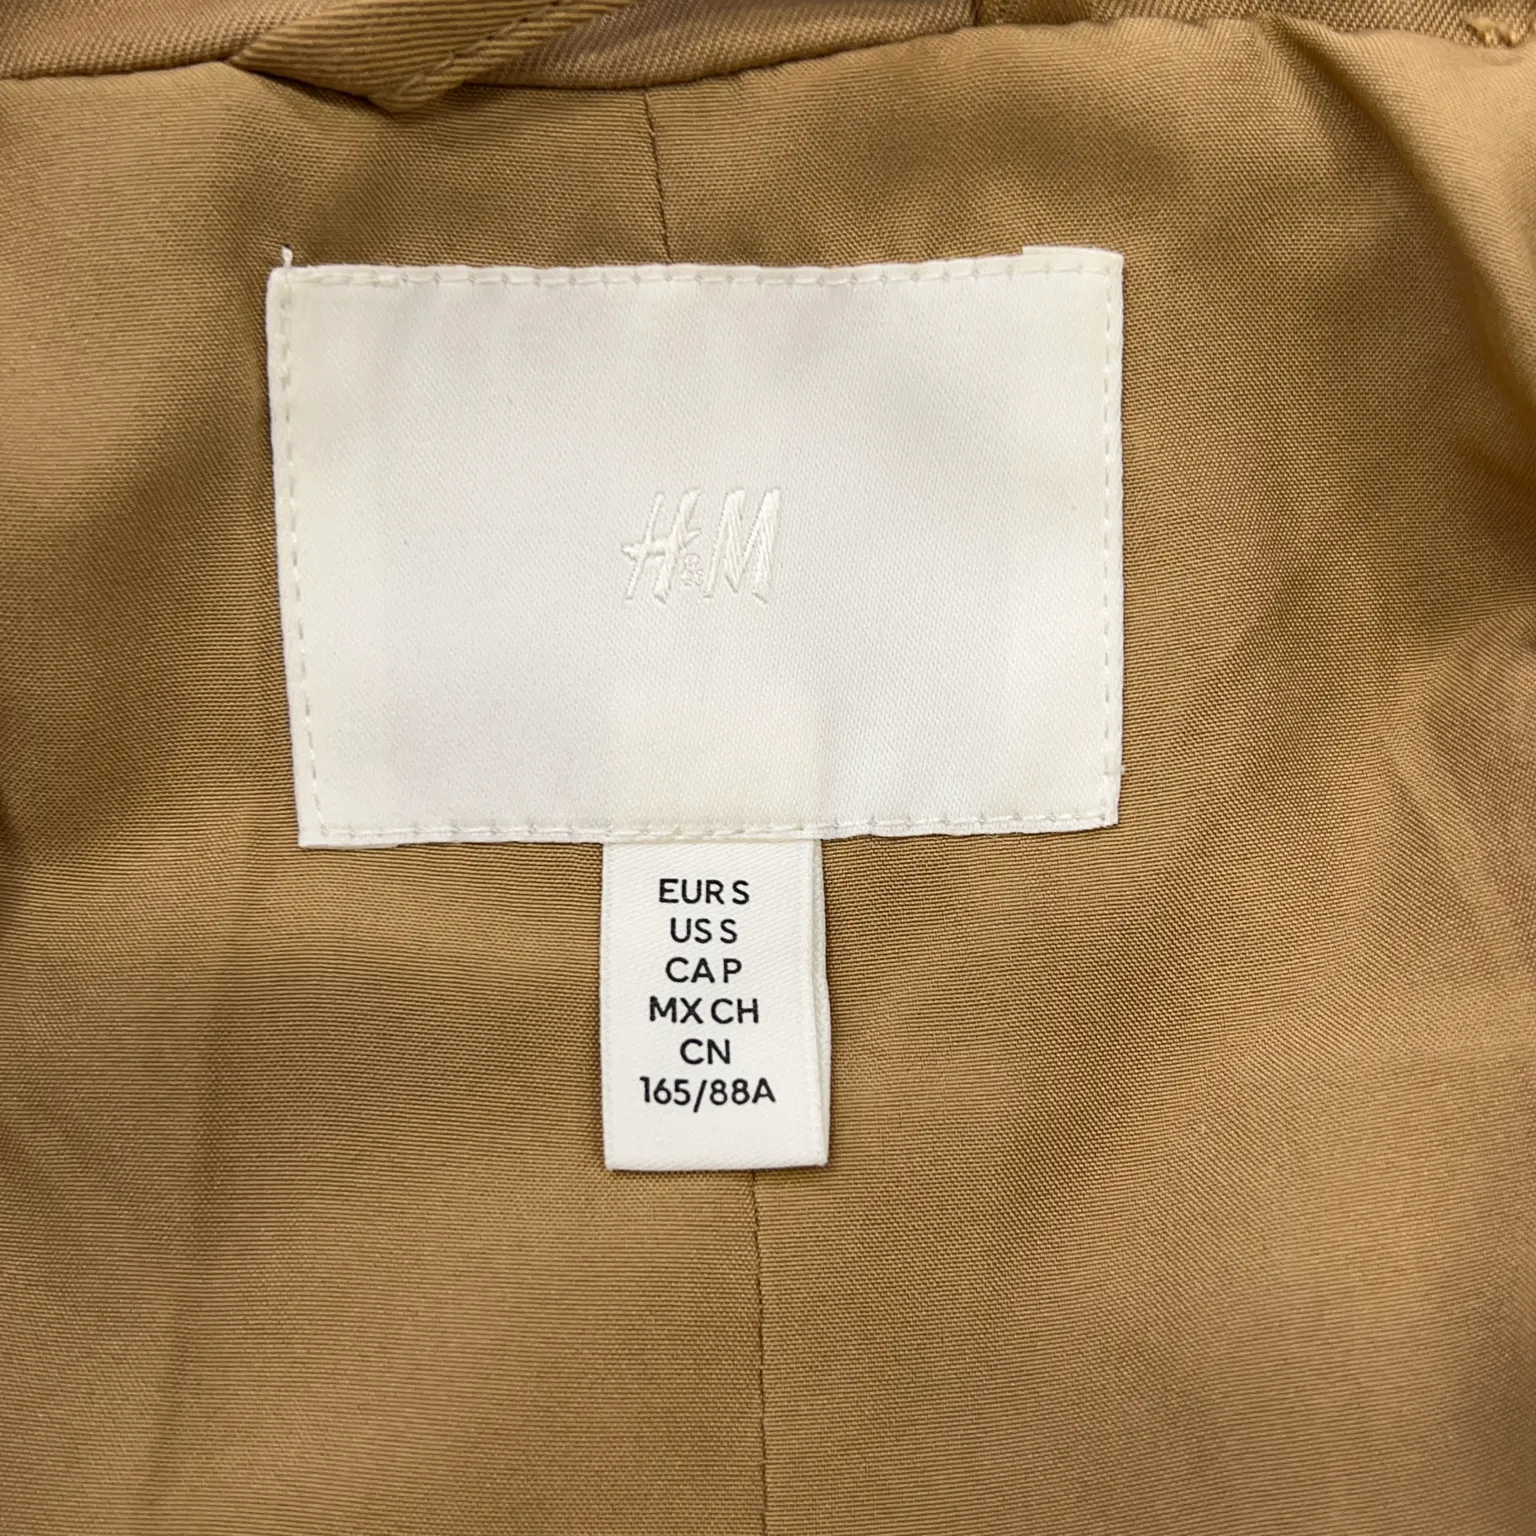 H&M
EUR S
US S
CA P
MX CH
CN
165/88A